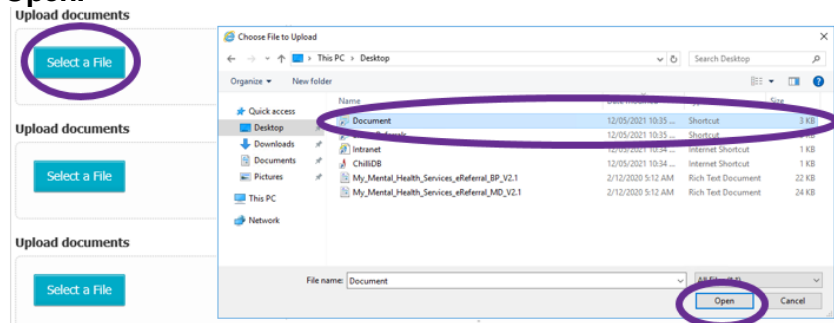 Upload documents
Select a File
Upload documents
Select a File
Upload documents
Select a File
Choose File to Upload
This PC > Desktop
Search Desktop
Organize New folder
Name
Size
Quick access
Desktop
Downloads
Documents
Pictures
This PC
Network
Document 12/05/2021 10:35 ... Shortcut 3 KB
12/05/2021 10:35 ... Shortcut
Intranet 12/05/2021 10:34 ... Internet Shortcut 1 KB
ChilliDB 12/05/2021 10:34 ... Internet Shortcut 1 KB
My_Mental_Health_Services_eReferral_BP_V2.1 2/12/2020 5:12 AM Rich Text Document 22 KB
My_Mental_Health_Services_eReferral_MD_V2.1 2/12/2020 5:12 AM Rich Text Document 24 KB
File name: Document
Open Cancel